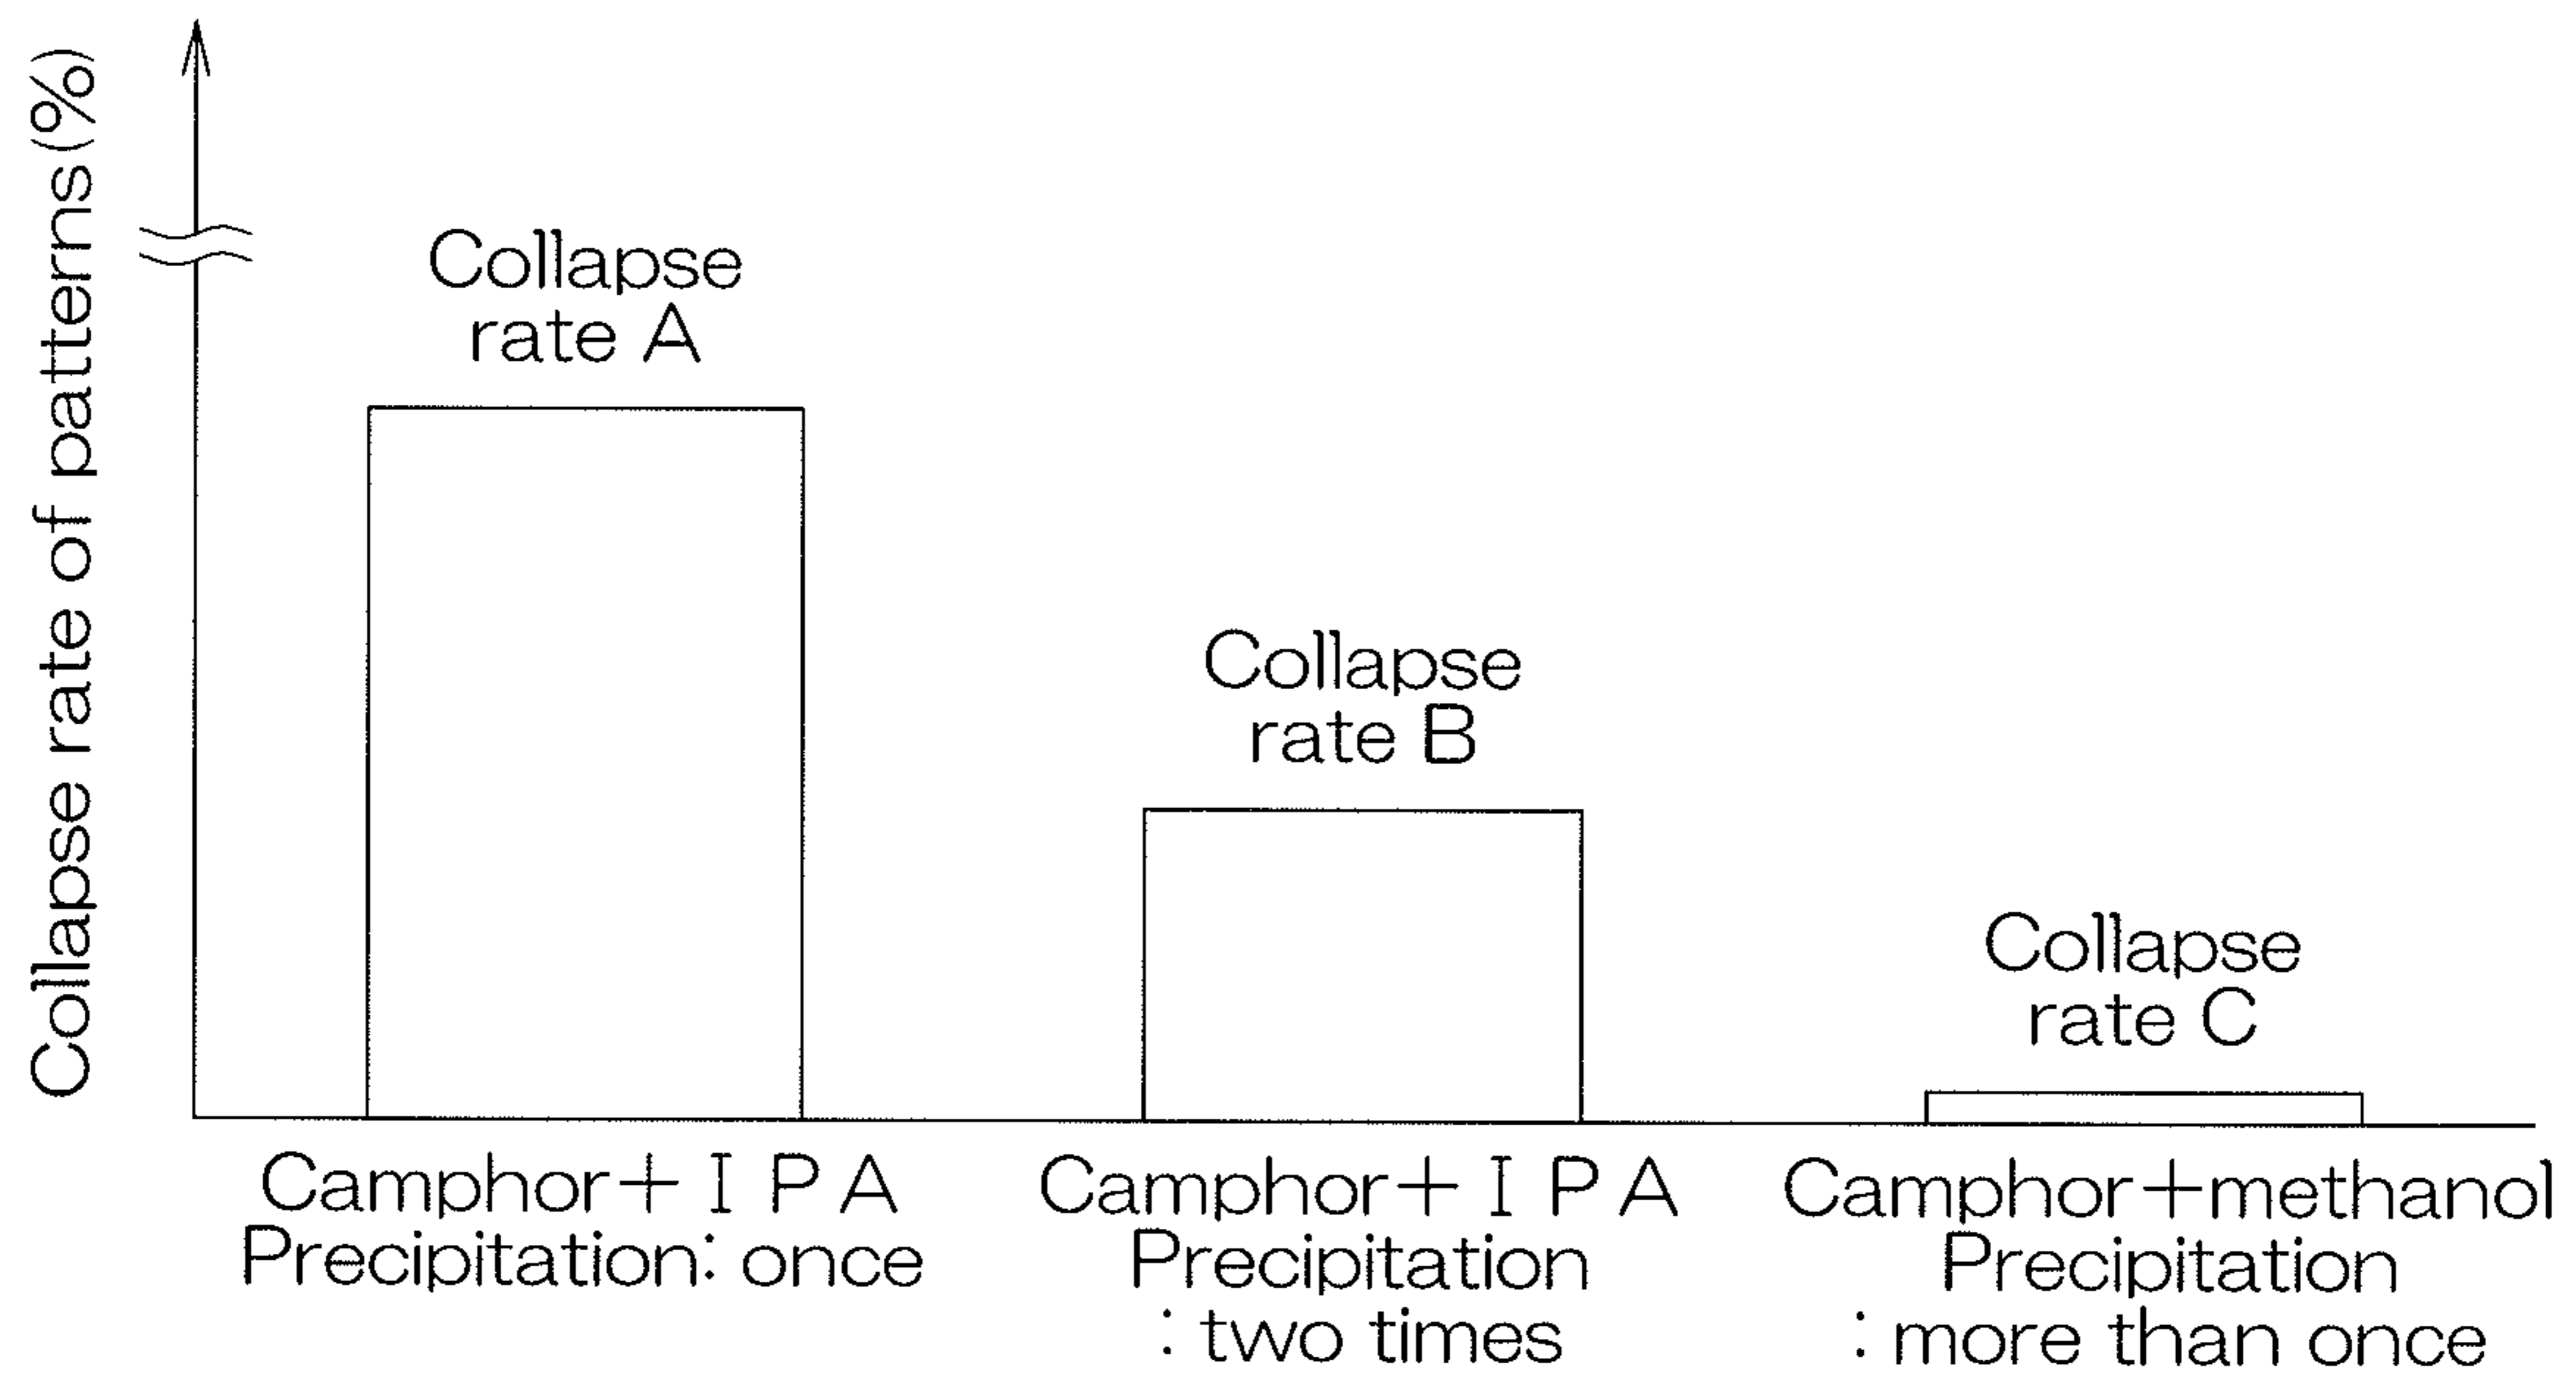 Collapse rate of patterns(%)
Collapse
rate A
Collapse
rate B
Collapse
rate C
Camphor+IPA
Precipitation: once
Camphor+IPA
Precipitation
: two times
Camphor+methanol
Precipitation
: more than once